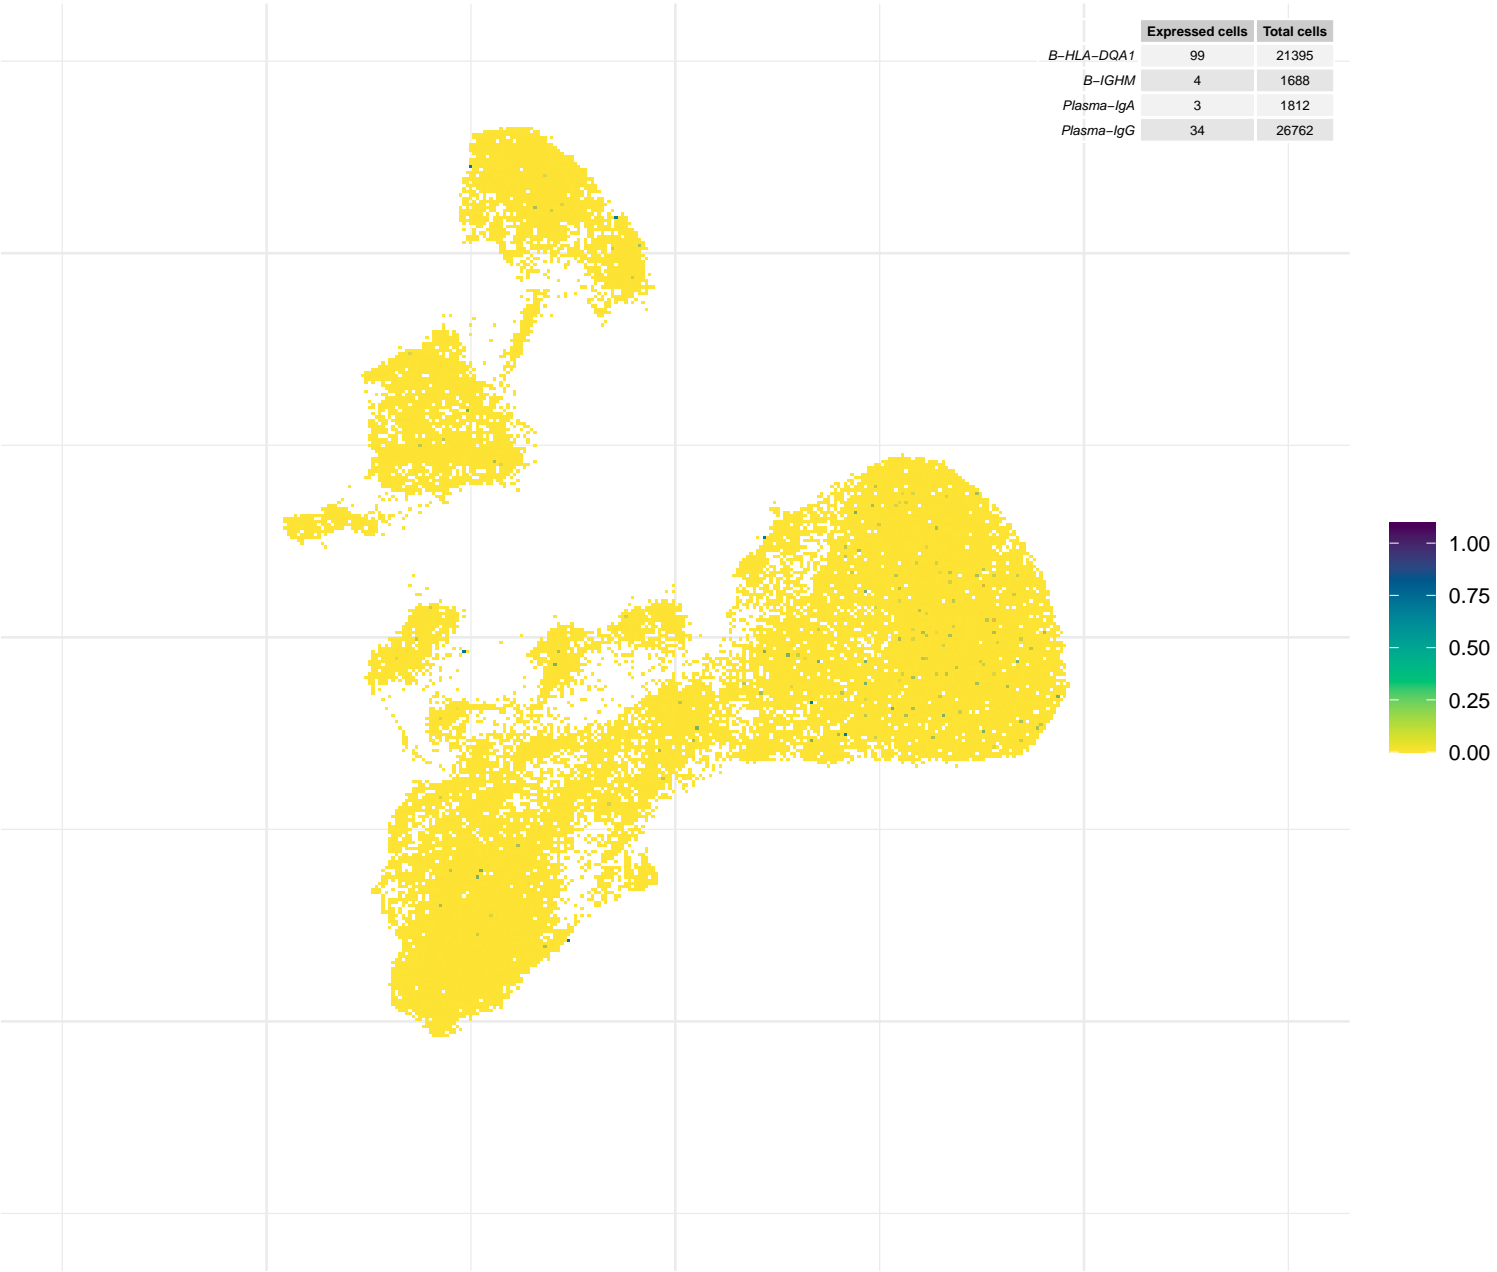 Expressed cells Total cells
B−HLA−DQA1 99 21395
B−IGHM 4 1688
Plasma−IgA 3 1812
Plasma−IgG 34 26762
1.00
0.75
0.50
0.25
0.00